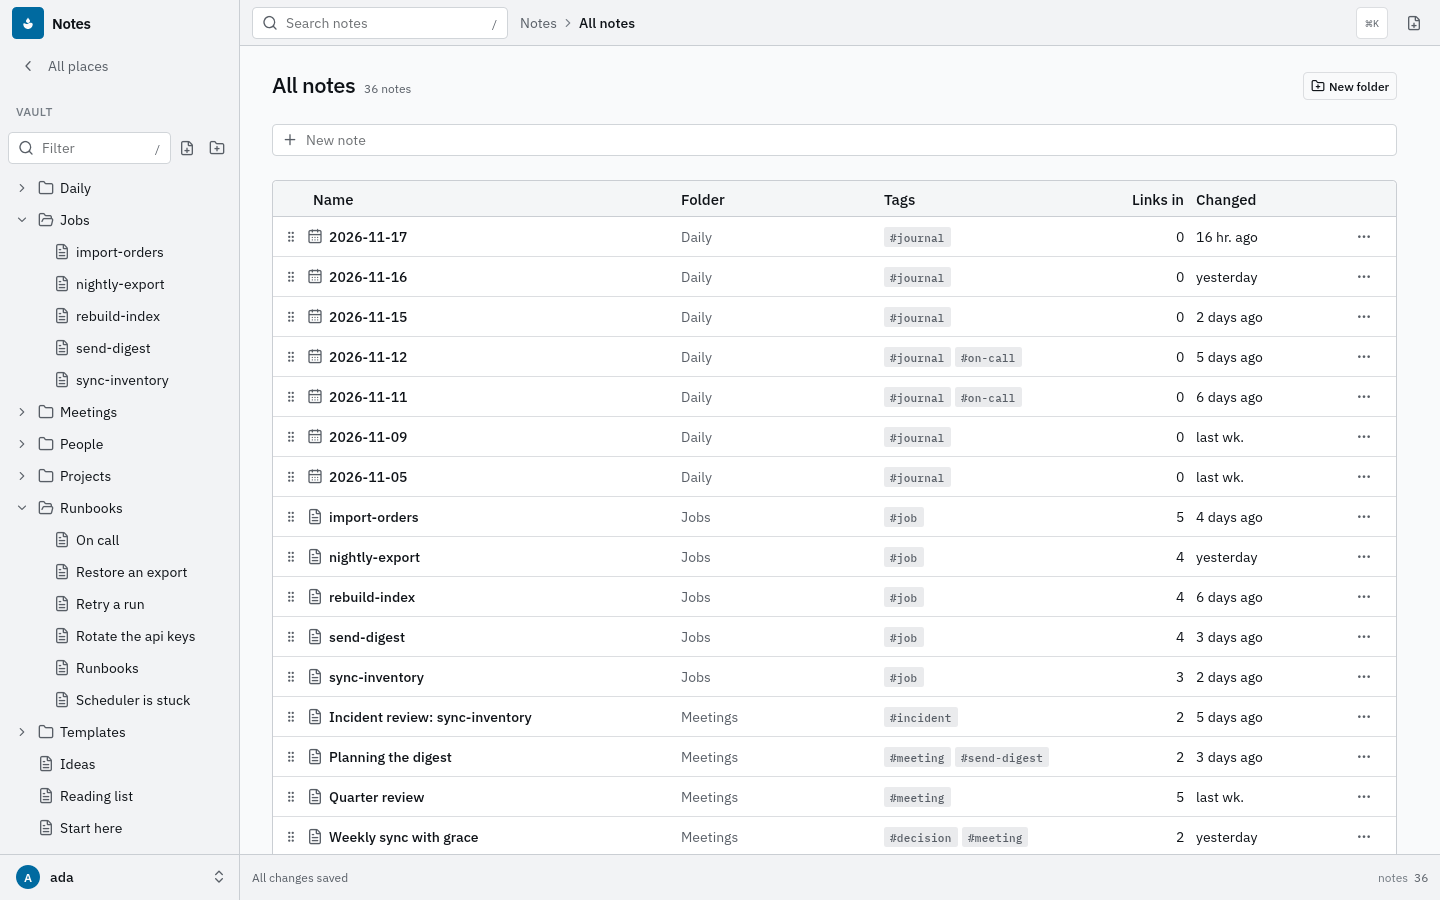 Notes
All places
VAULT
Filter /
Daily
Jobs
import-orders
nightly-export
rebuild-index
send-digest
sync-inventory
Meetings
People
Projects
Runbooks
On call
Restore an export
Retry a run
Rotate the api keys
Runbooks
Scheduler is stuck
Templates
Ideas
Reading list
Start here
A ada
Search notes /
Notes > All notes
⌘K
All notes 36 notes
New folder
New note
Name Folder Tags Links in Changed
2026-11-17 Daily #journal 0 16 hr. ago
2026-11-16 Daily #journal 0 yesterday
2026-11-15 Daily #journal 0 2 days ago
2026-11-12 Daily #journal #on-call 0 5 days ago
2026-11-11 Daily #journal #on-call 0 6 days ago
2026-11-09 Daily #journal 0 last wk.
2026-11-05 Daily #journal 0 last wk.
import-orders Jobs #job 5 4 days ago
nightly-export Jobs #job 4 yesterday
rebuild-index Jobs #job 4 6 days ago
send-digest Jobs #job 4 3 days ago
sync-inventory Jobs #job 3 2 days ago
Incident review: sync-inventory Meetings #incident 2 5 days ago
Planning the digest Meetings #meeting #send-digest 2 3 days ago
Quarter review Meetings #meeting 5 last wk.
Weekly sync with grace Meetings #decision #meeting 2 yesterday
All changes saved
notes 36